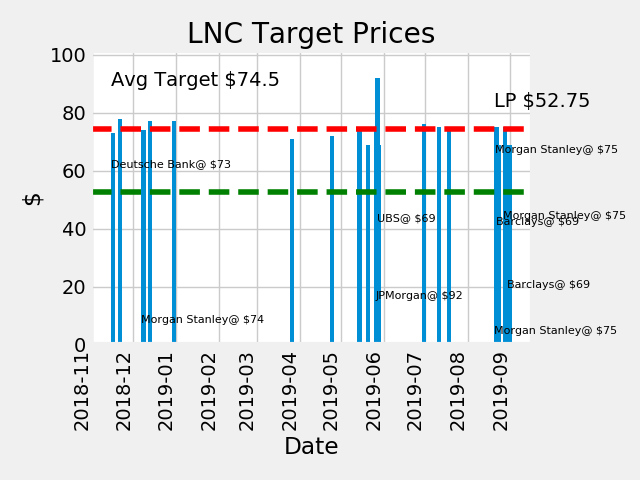 LNC Target Prices
100
80
60
40
20
0
$
Avg Target $74.5
LP $52.75
Morgan Stanley@ $75
Deutsche Bank@ $73
Morgan Stanley@ $75
UBS@ $69
Barclays@ $69
Barclays@ $69
JPMorgan@ $92
Morgan Stanley@ $74
Morgan Stanley@ $75
2018-11
2018-12
2019-01
2019-02
2019-03
2019-04
2019-05
2019-06
2019-07
2019-08
2019-09
Date